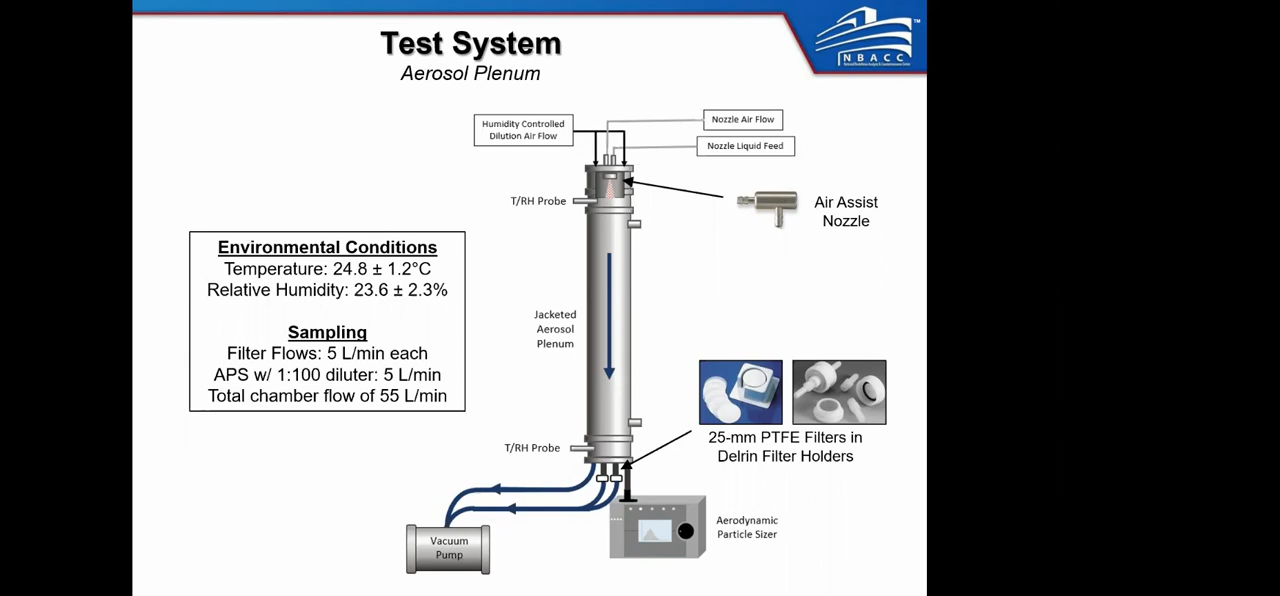 Test System
Aerosol Plenum
NBACC
™
Humidity Controlled
Dilution Air Flow
Nozzle Air Flow
Nozzle Liquid Feed
T/RH Probe
Air Assist
Nozzle
Environmental Conditions
Temperature: 24.8 ± 1.2°C
Relative Humidity: 23.6 ± 2.3%
Sampling
Filter Flows: 5 L/min each
APS w/ 1:100 diluter: 5 L/min
Total chamber flow of 55 L/min
Jacketed
Aerosol
Plenum
25-mm PTFE Filters in
Delrin Filter Holders
T/RH Probe
Aerodynamic
Particle Sizer
Vacuum
Pump